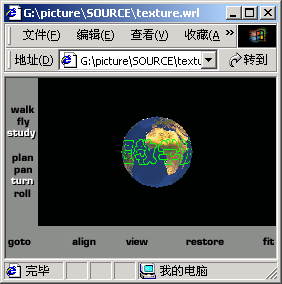 G:\picture\SOURCE\texture.wrl
文件(F) 编辑(E) 查看(V) 收藏(A »
地址(D) G:\picture\SOURCE\textu 转到
walk
fly
study
plan
pan
turn
roll
goto align view restore fit
完毕 我的电脑